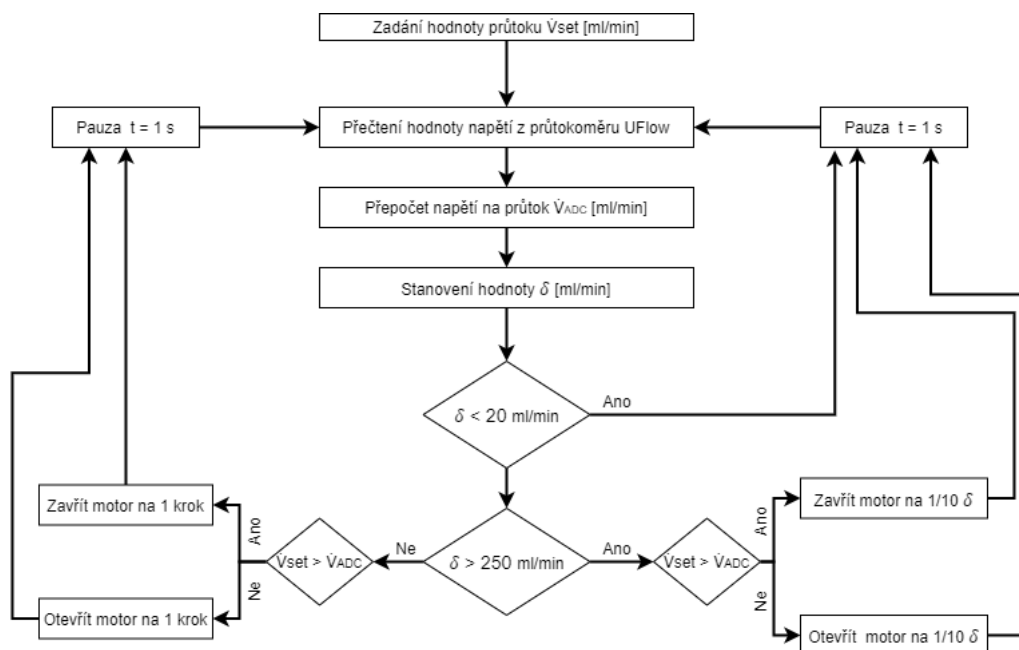 Zadání hodnoty průtoku V̇set [ml/min]
Pauza t = 1 s
Přečtení hodnoty napětí z průtokoměru UFlow
Pauza t = 1 s
Přepočet napětí na průtok V̇ADC [ml/min]
Stanovení hodnoty δ [ml/min]
δ < 20 ml/min
Ano
Zavřít motor na 1 krok
Ano
V̇set > V̇ADC
Ne
Otevřít motor na 1 krok
Ne
δ > 250 ml/min
Ano
V̇set > V̇ADC
Ano
Zavřít motor na 1/10 δ
Ne
Otevřít motor na 1/10 δ